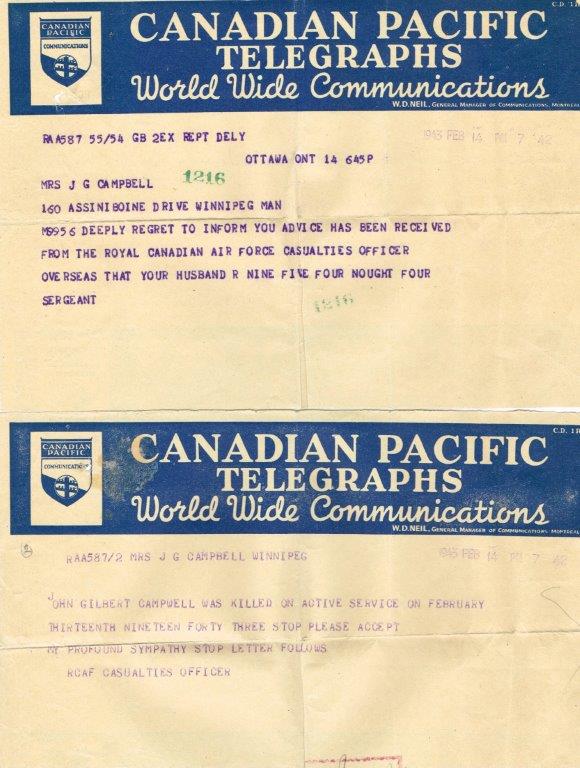 C.D. 1R
CANADIAN
PACIFIC
COMMUNICATIONS
CANADIAN PACIFIC
TELEGRAPHS
World Wide Communications
W.D. NEIL, GENERAL MANAGER OF COMMUNICATIONS, MONTREAL
RAA587 55/54 GB 2EX REPT DELY
1943 FEB 14 PM 7 42
OTTAWA ONT 14 645P
MRS J G CAMPBELL
1216
160 ASSINIBOINE DRIVE WINNIPEG MAN
M9956 DEEPLY REGRET TO INFORM YOU ADVICE HAS BEEN RECEIVED
FROM THE ROYAL CANADIAN AIR FORCE CASUALTIES OFFICER
OVERSEAS THAT YOUR HUSBAND R NINE FIVE FOUR NOUGHT FOUR
SERGEANT
1216
C.D. 1R
CANADIAN
PACIFIC
COMMUNICATIONS
CANADIAN PACIFIC
TELEGRAPHS
World Wide Communications
W.D. NEIL, GENERAL MANAGER OF COMMUNICATIONS, MONTREAL
2
RAA587/2 MRS J G CAMPBELL WINNIPEG
1943 FEB 14 PM 7 42
JOHN GILBERT CAMPWELL WAS KILLED ON ACTIVE SERVICE ON FEBRUARY
THIRTEENTH NINETEEN FORTY THREE STOP PLEASE ACCEPT
MY PROFOUND SYMPATHY STOP LETTER FOLLOWS
RCAF CASUALTIES OFFICER